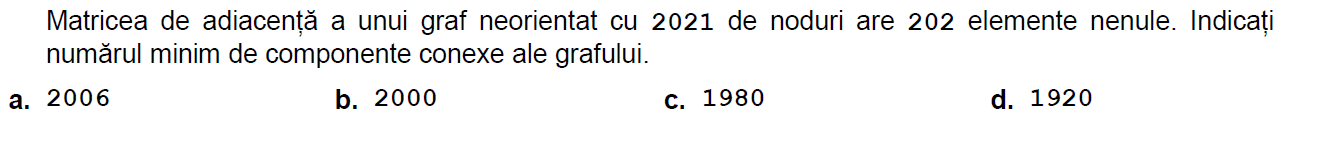 Matricea de adiacență a unui graf neorientat cu 2021 de noduri are 202 elemente nenule. Indicați
numărul minim de componente conexe ale grafului.
a. 2006 b. 2000 c. 1980 d. 1920